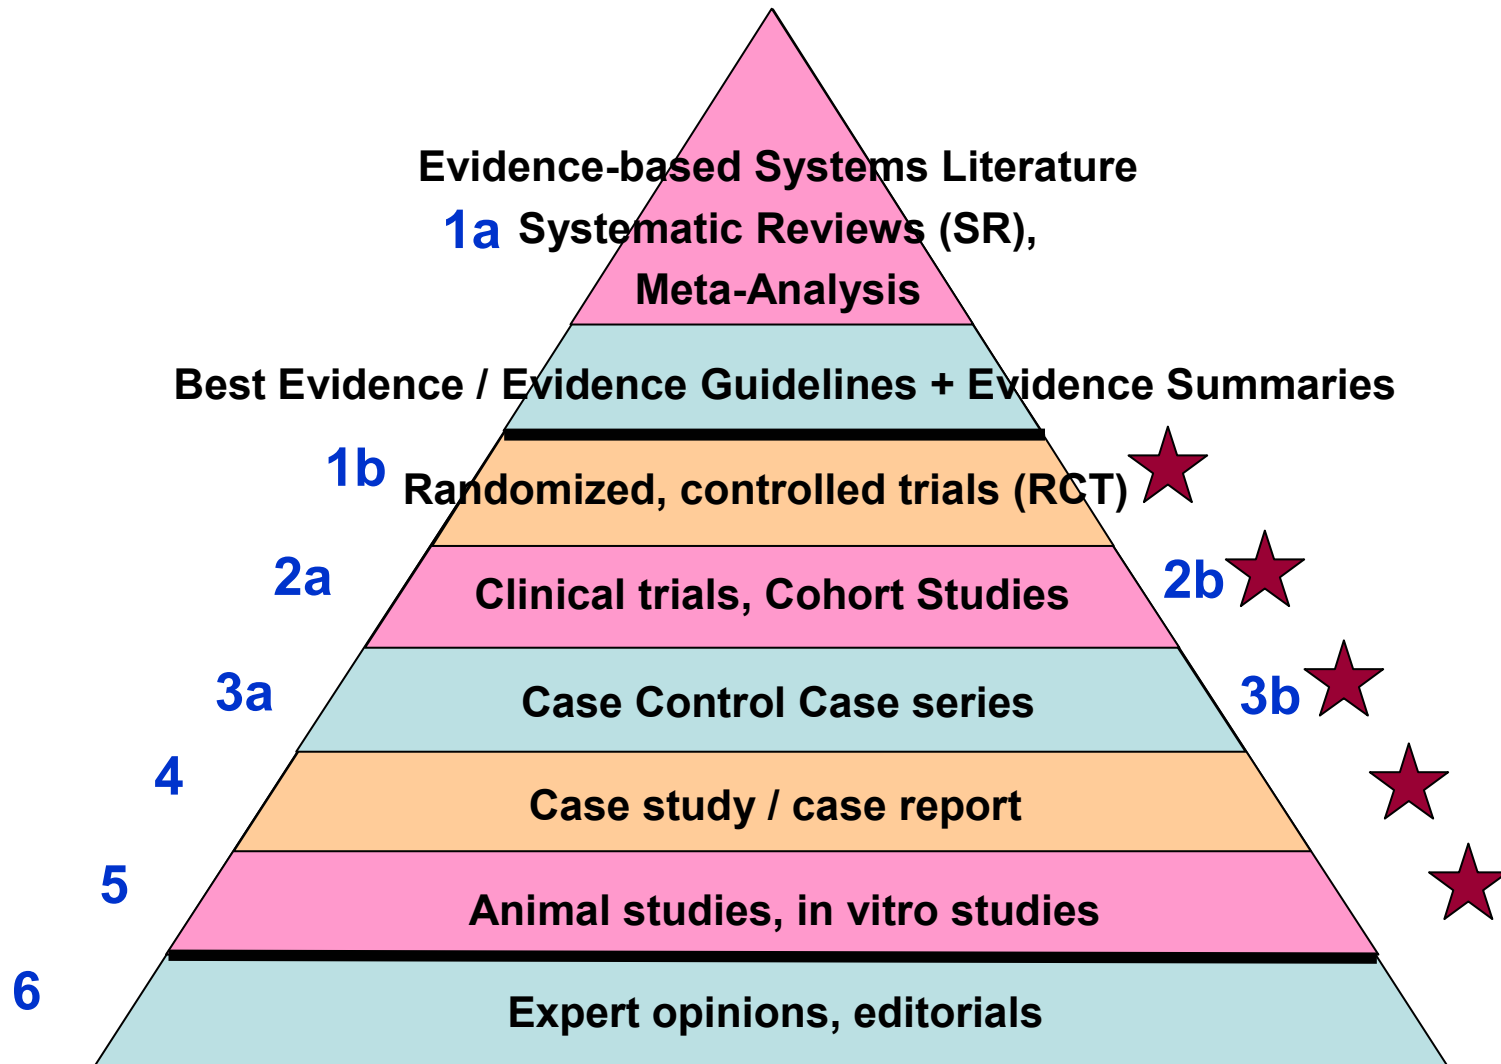 Evidence-based Systems Literature
1a Systematic Reviews (SR),
Meta-Analysis
Best Evidence / Evidence Guidelines + Evidence Summaries
1b Randomized, controlled trials (RCT)
2a Clinical trials, Cohort Studies 2b
3a Case Control Case series 3b
4 Case study / case report
5 Animal studies, in vitro studies
6 Expert opinions, editorials